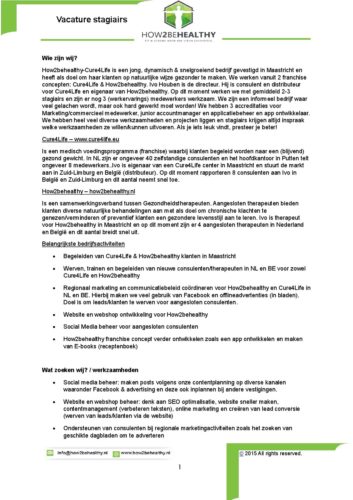 Vacature stagiairs
HOW2BEHEALTHY
Wie zijn wij?
How2behealthy-Cure4Life is een jong, dynamisch & snelgroeiend bedrijf gevestigd in Maastricht en
heeft als doel om haar klanten op natuurlijke wijze gezonder te maken. We werken vanuit 2 franchise
concepten: Cure4Life & How2behealthy. Ivo Houben is de directeur. Hij is consulent en distributeur
voor Cure4Life en eigenaar van How2behealthy. Op dit moment werken we met gemiddeld 2-3
stagiairs en zijn er nog 3 (werkervarings) medewerkers werkzaam. We zijn een informeel bedrijf waar
veel gelachen wordt, maar ook hard gewerkt moet worden! We hebben 3 accreditaties voor
Marketing/commercieel medewerker, junior accountmanager en applicatiebeheer en app ontwikkelaar.
We hebben heel veel diverse werkzaamheden en projecten liggen en stagiairs krijgen altijd inspraak
welke werkzaamheden ze willen/kunnen uitvoeren. Als je iets leuk vindt, presteer je beter!
Cure4Life – www.cure4life.eu
Is een medisch voedingsprogramma (franchise) waarbij klanten begeleid worden naar een (blijvend)
gezond gewicht. In NL zijn er ongeveer 40 zelfstandige consulenten en het hoofdkantoor in Putten telt
ongeveer 8 medewerkers. Ivo is eigenaar van een Cure4Life center in Maastricht en stuurt de markt
aan in Zuid-Limburg en België (distributeur). Op dit moment rapporteren 8 consulenten aan Ivo in
België en Zuid-Limburg en dit aantal neemt snel toe.
How2behealthy – how2behealthy.nl
Is een samenwerkingsverband tussen Gezondheidstherapeuten. Aangesloten therapeuten bieden
klanten diverse natuurlijke behandelingen aan met als doel om chronische klachten te
genezen/verminderen of preventief klanten een gezondere levensstijl aan te leren. Ivo is therapeut
voor How2behealthy in Maastricht en op dit moment zijn er 4 aangesloten therapeuten in Nederland
en België en dit aantal breidt snel uit.
Belangrijkste bedrijfsactiviteiten
• Begeleiden van Cure4Life & How2behealthy klanten in Maastricht
• Werven, trainen en begeleiden van nieuwe consulenten/therapeuten in NL en BE voor zowel
Cure4Life en How2behealthy
• Regionaal marketing en communicatiebeleid coördineren voor How2behealthy en Cure4Life in
NL en BE. Hierbij maken we veel gebruik van Facebook en offlineadvertenties (in bladen).
Doel is om leads/klanten te werven voor aangesloten consulenten.
• Website en webshop ontwikkeling voor How2behealthy
• Social Media beheer voor aangesloten consulenten
• How2behealthy franchise concept verder ontwikkelen zoals een app ontwikkelen en maken
van E-books (receptenboek)
Wat zoeken wij? / werkzaamheden
• Social media beheer: maken posts volgens onze contentplanning op diverse kanalen
waaronder Facebook & advertising en deze ook inplannen bij andere vestigingen.
• Website en webshop beheer: denk aan SEO optimalisatie, website sneller maken,
contentmanagement (verbeteren teksten), online marketing en creëren van lead conversie
(werven van leads/klanten via de website)
• Ondersteunen van consulenten bij regionale marketingactiviteiten zoals het zoeken van
geschikte dagbladen om te adverteren
info@how2behealthy.nl www.how2behealthy.nl © 2015 All rights reserved.
1